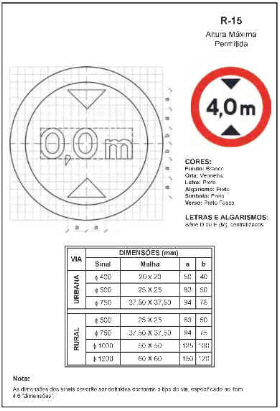 R-15
Altura Máxima
Permitida
4,0m
0,0m
CORES:
Fundo: Branco
Orla: Vermelha
Letra: Preta
Algarismo: Preto
Símbolo: Preto
Verso: Preto Fosco
LETRAS E ALGARISMOS:
Série D ou E (M), centralizados
VIA DIMENSÕES (mm)
Sinal Malha a b
URBANA
ϕ 400 20 x 20 50 40
ϕ 500 25 x 25 63 50
ϕ 750 37,50 x 37,50 94 75
RURAL
ϕ 500 25 x 25 63 50
ϕ 750 37,50 x 37,50 94 75
ϕ 1000 50 x 50 125 100
ϕ 1200 60 x 60 150 120
Nota:
As dimensões dos sinais deverão ser definidas conforme o tipo de via, especificado no item
4.6 "dimensões".